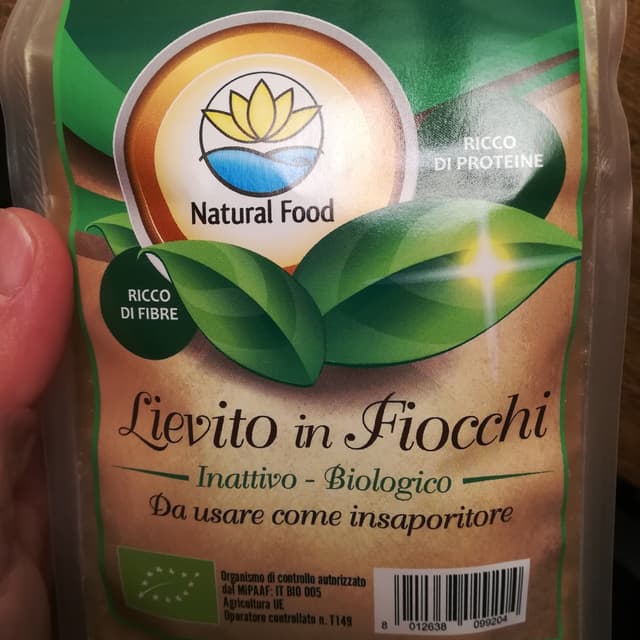 RICCO
DI PROTEINE
Natural Food
RICCO
DI FIBRE
Lievito in Fiocchi
Inattivo - Biologico
Da usare come insaporitore
Organismo di controllo autorizzato
dal MiPAAF: IT BIO 005
Agricoltura UE
Operatore controllato n. T149
8 012638 099204